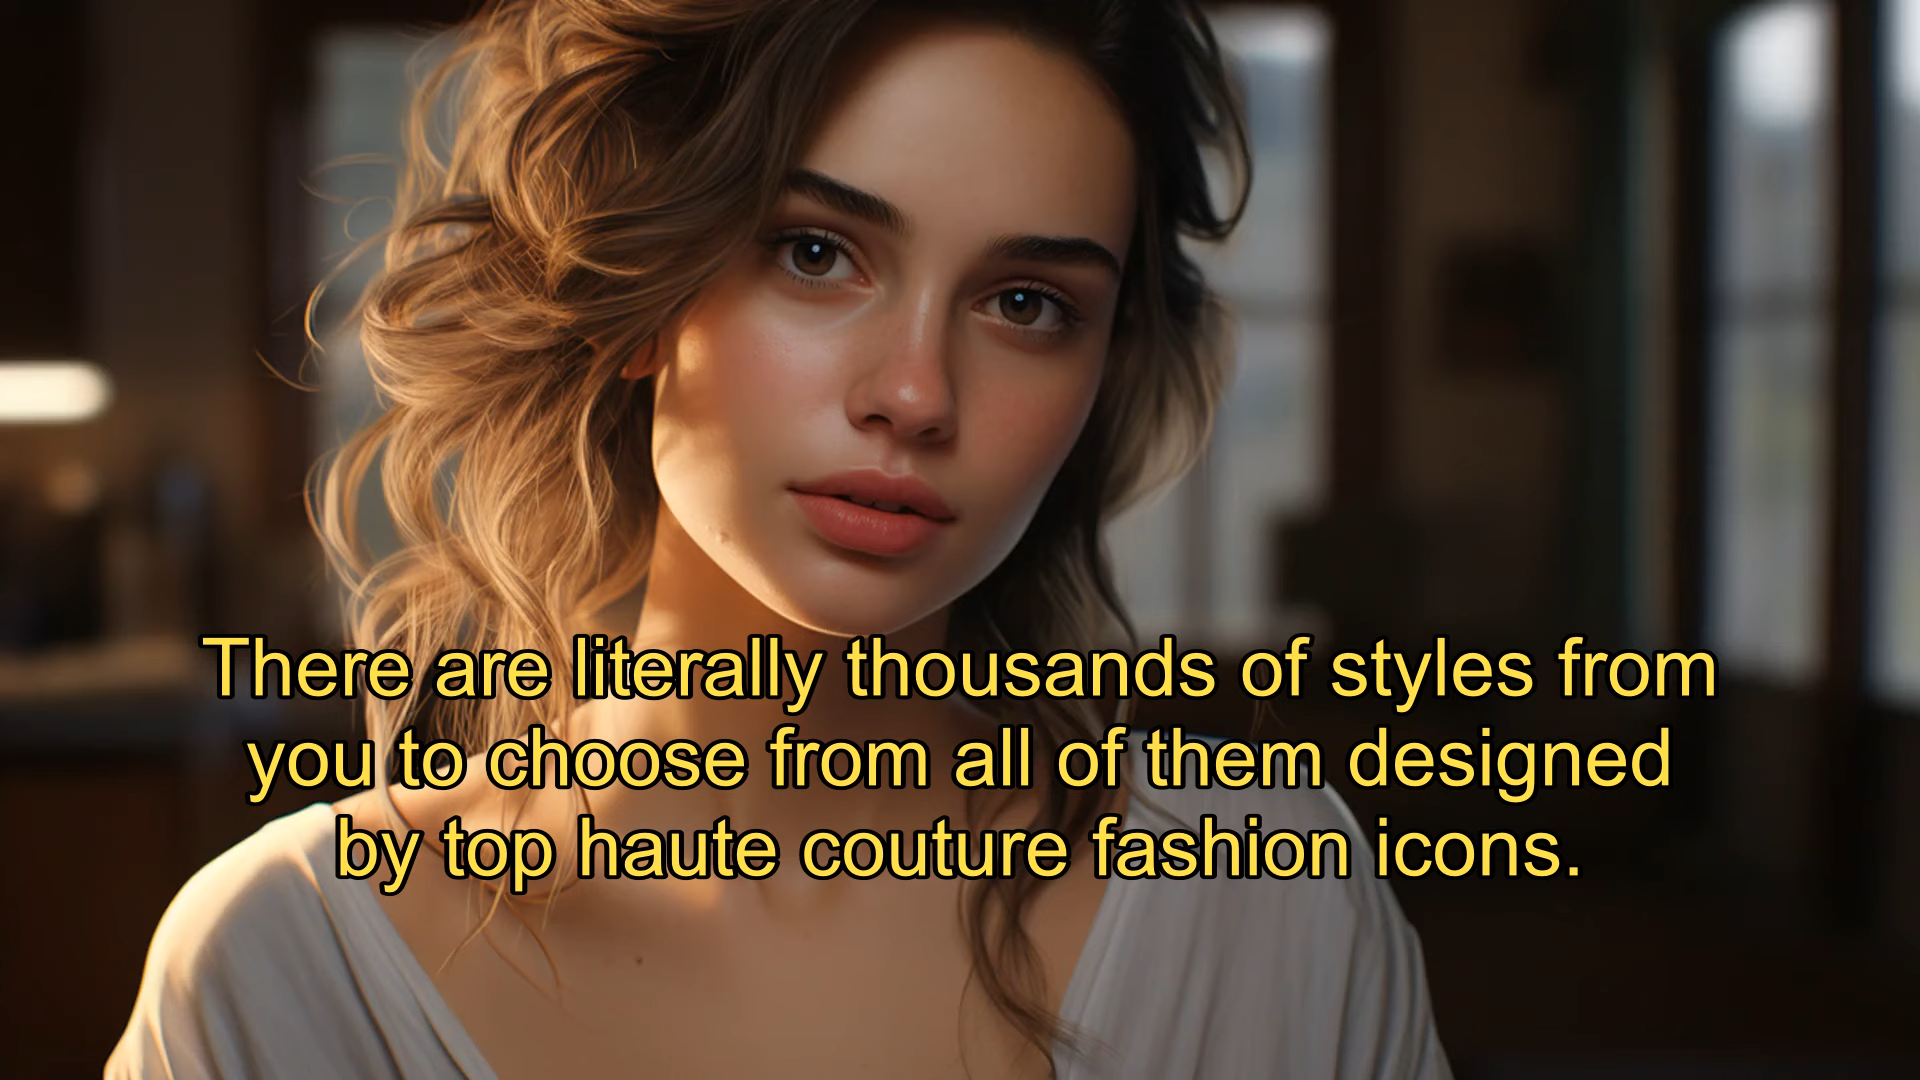 There are literally thousands of styles from
you to choose from all of them designed
by top haute couture fashion icons.